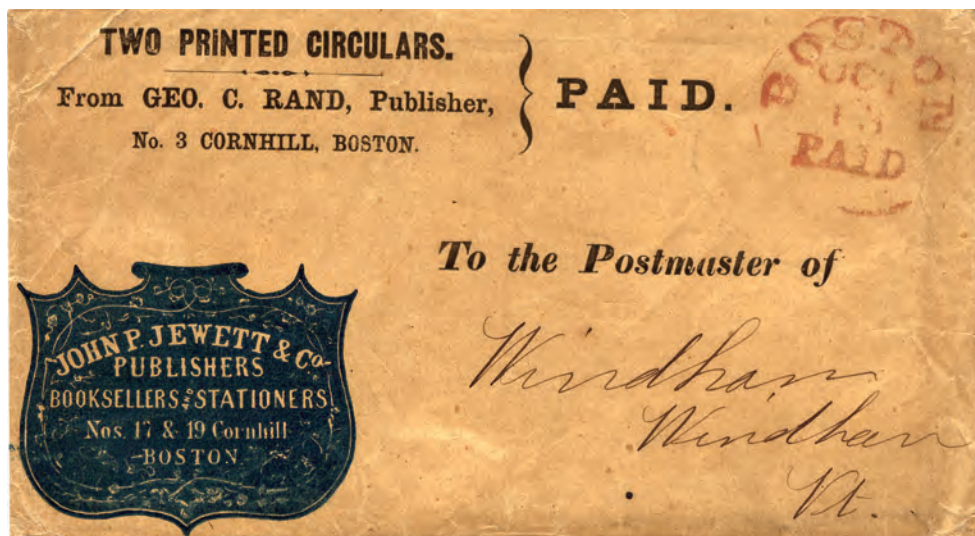 TWO PRINTED CIRCULARS.
From GEO. C. RAND, Publisher,
No. 3 CORNHILL, BOSTON.
PAID.
BOSTON
OCT
PAID
To the Postmaster of
Windham
Windham
Vt.
JOHN P. JEWETT & Co
PUBLISHERS
BOOKSELLERS AND STATIONERS
Nos. 17 & 19 Cornhill
BOSTON